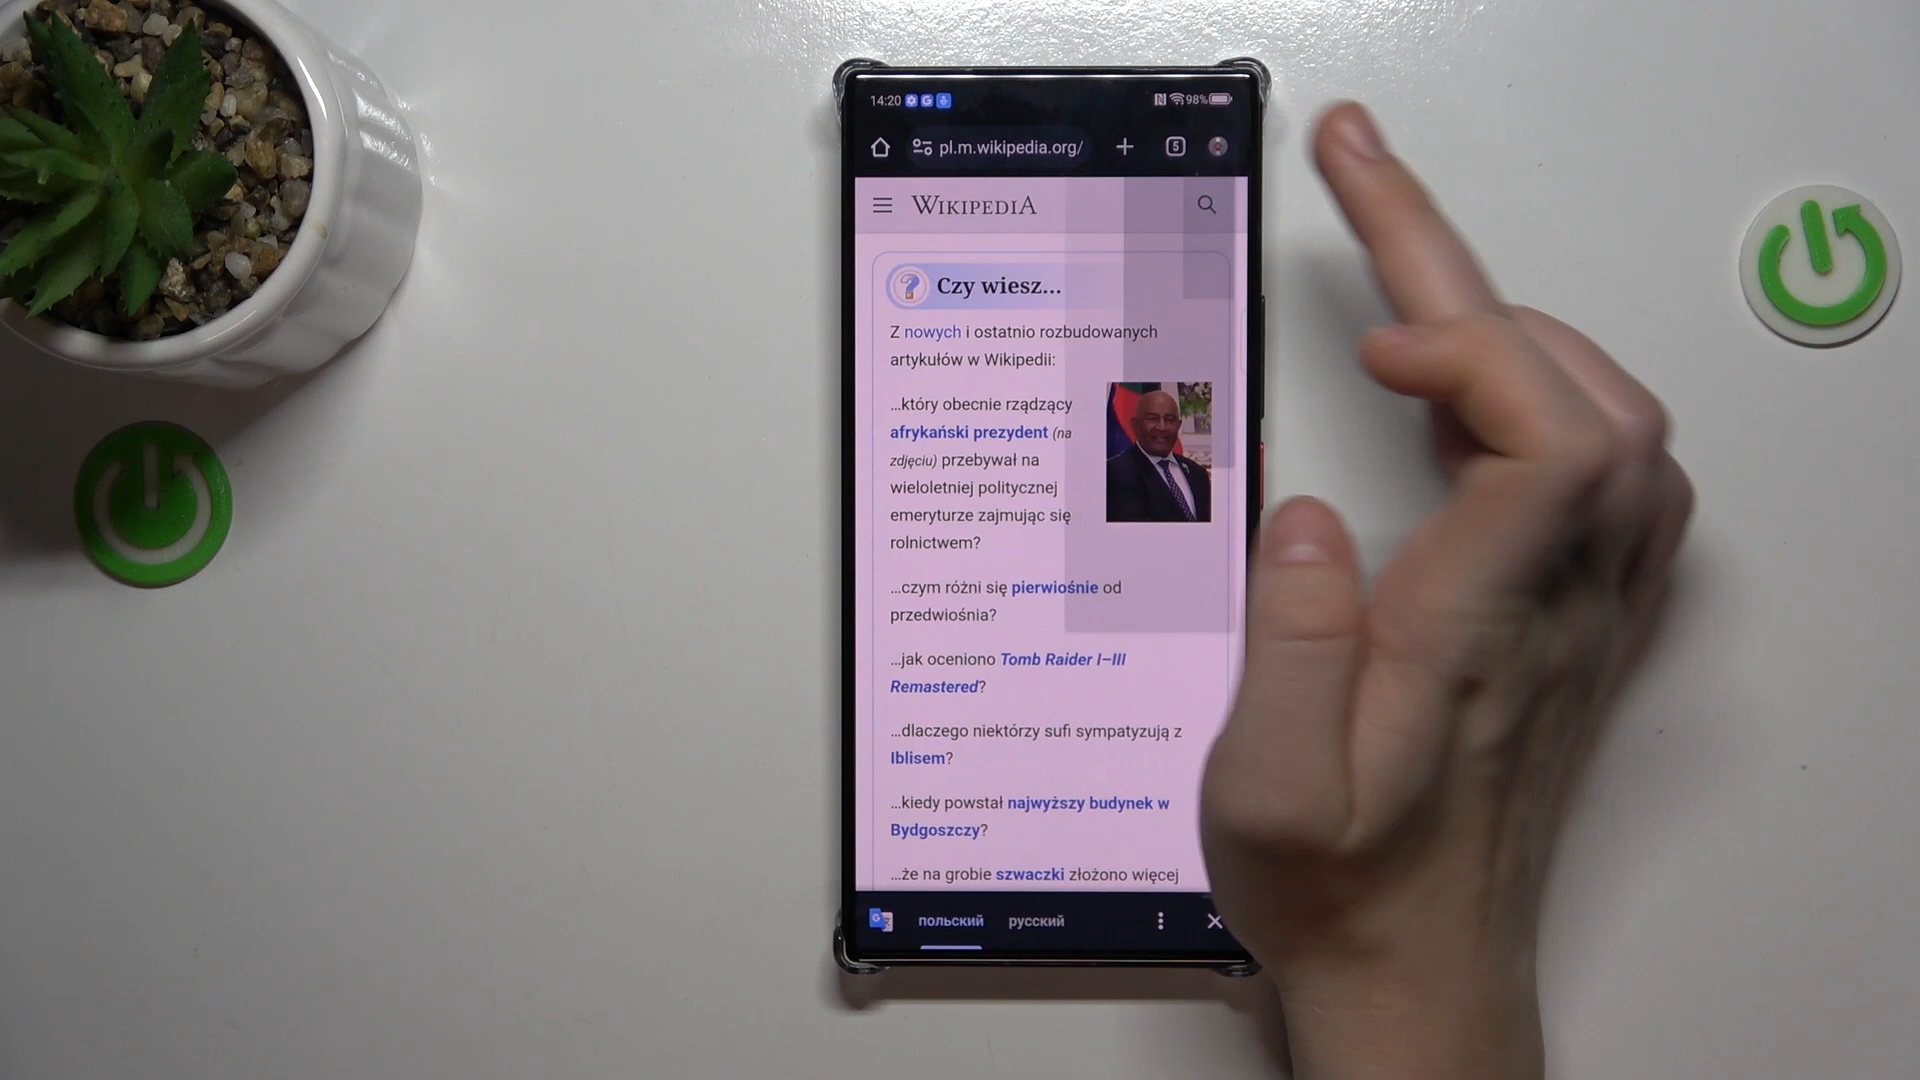 14:20 98%
pl.m.wikipedia.org/ 5
WIKIPEDIA
Czy wiesz...
Z nowych i ostatnio rozbudowanych
artykułów w Wikipedii:
...który obecnie rządzący
afrykański prezydent (na
zdjęciu) przebywał na
wieloletniej politycznej
emeryturze zajmując się
rolnictwem?
...czym różni się pierwiośnie od
przedwiośnia?
...jak oceniono Tomb Raider I–III
Remastered?
...dlaczego niektórzy sufi sympatyzują z
Iblisem?
...kiedy powstał najwyższy budynek w
Bydgoszczy?
...że na grobie szwaczki złożono więcej
польский русский